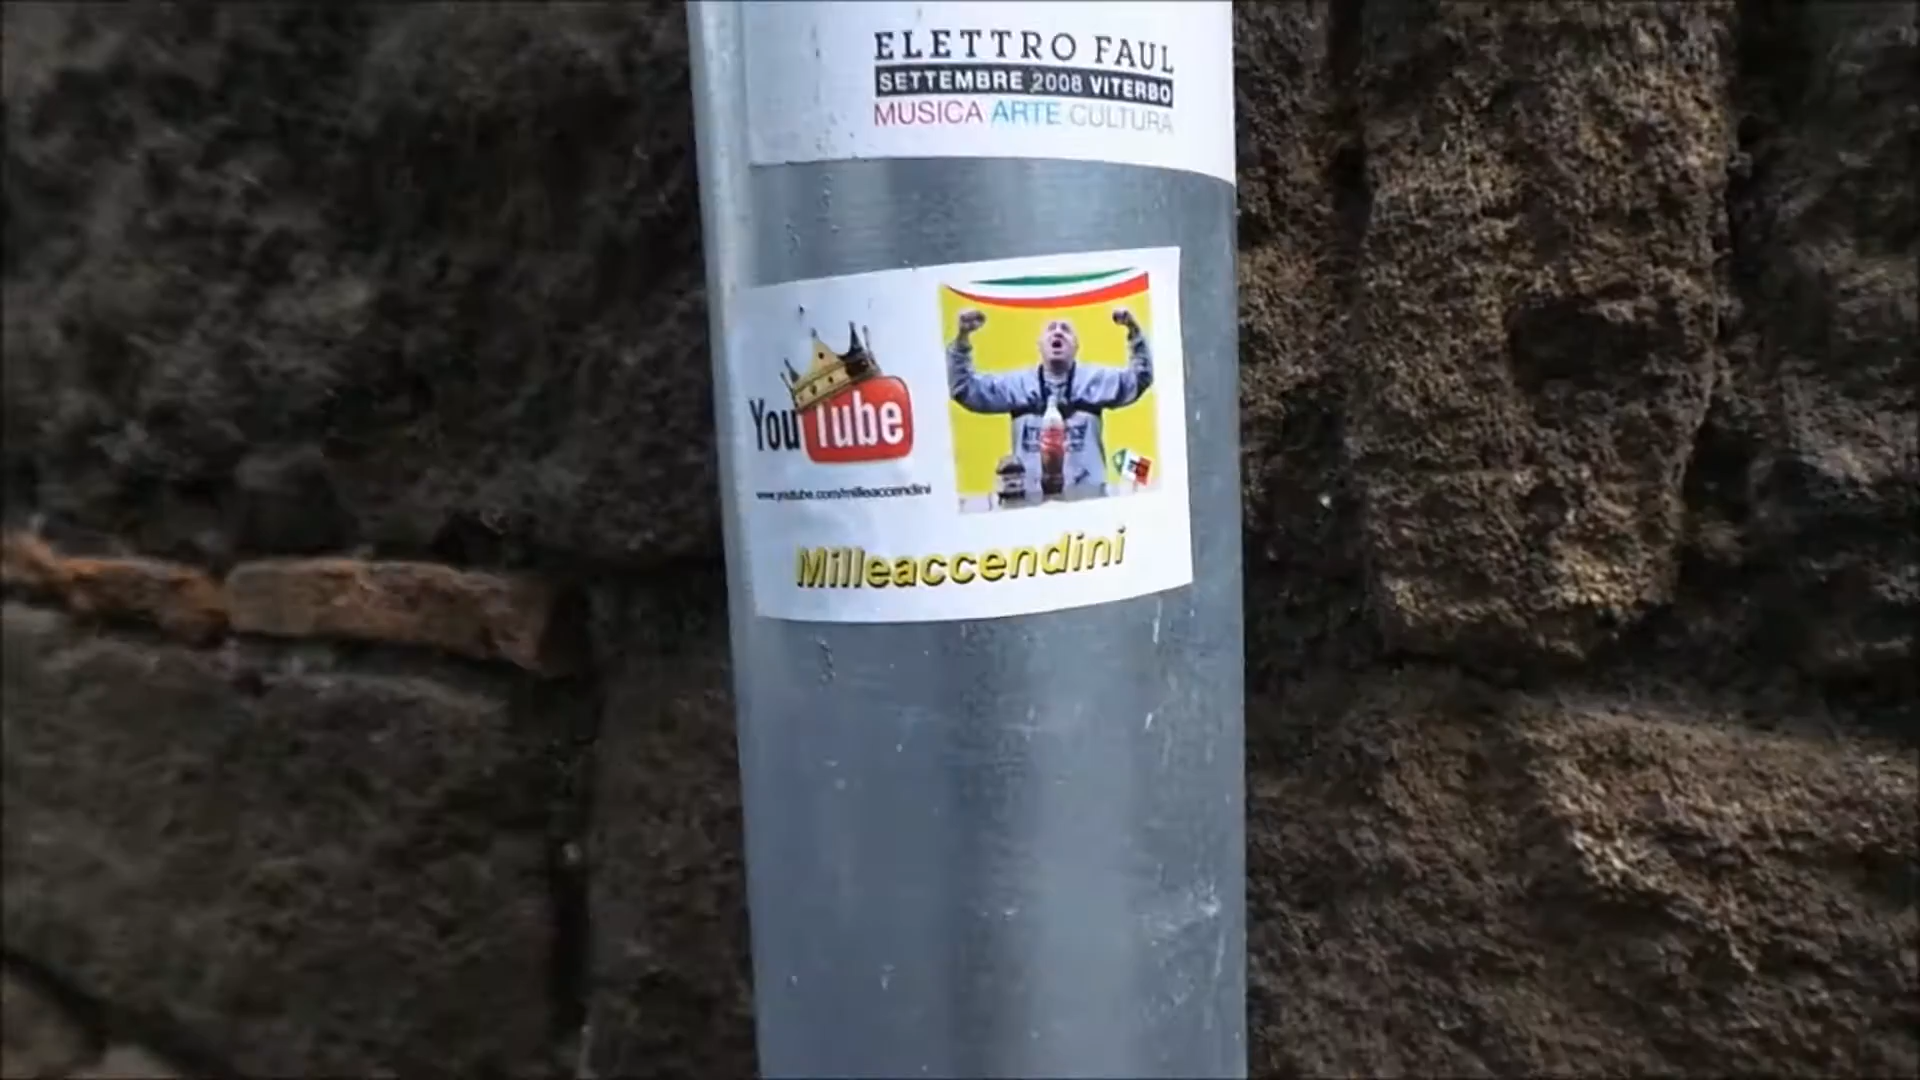 ELETTRO FAUL
SETTEMBRE 2008 VITERBO
MUSICA ARTE CULTURA
YouTube
www.youtube.com/milleaccendini
Milleaccendini